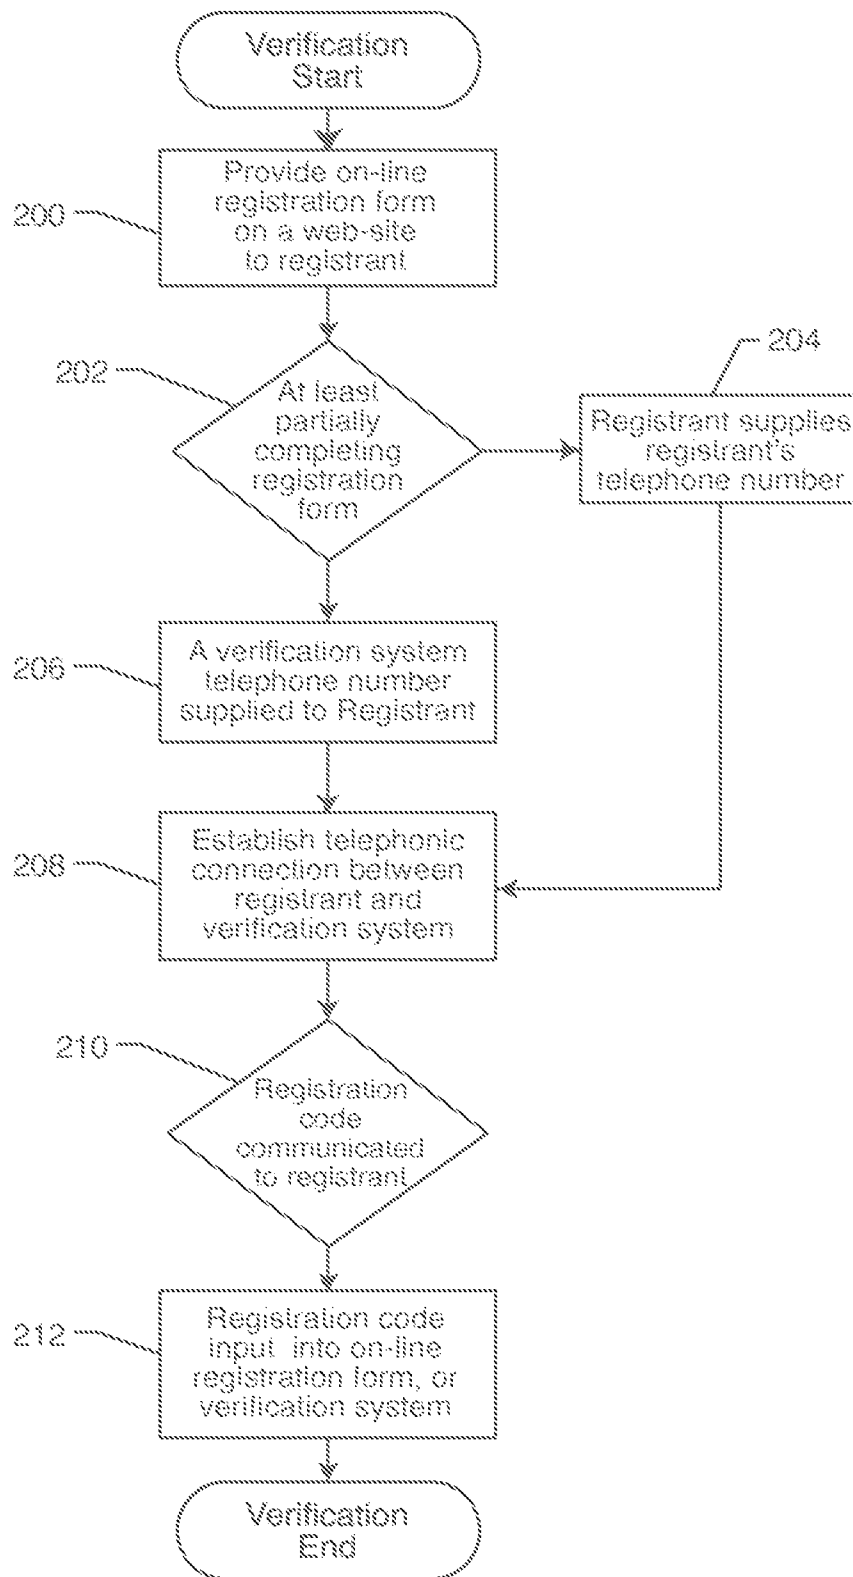 Verification
Start
200
Provide on-line
registration form
on a web-site
to registrant
202
At least
partially
completing
registration
form
204
Registrant supplies
registrant's
telephone number
206
A verification system
telephone number
supplied to Registrant
208
Establish telephonic
connection between
registrant and
verification system
210
Registration
code
communicated
to registrant
212
Registration code
input into on-line
registration form, or
verification system
Verification
End